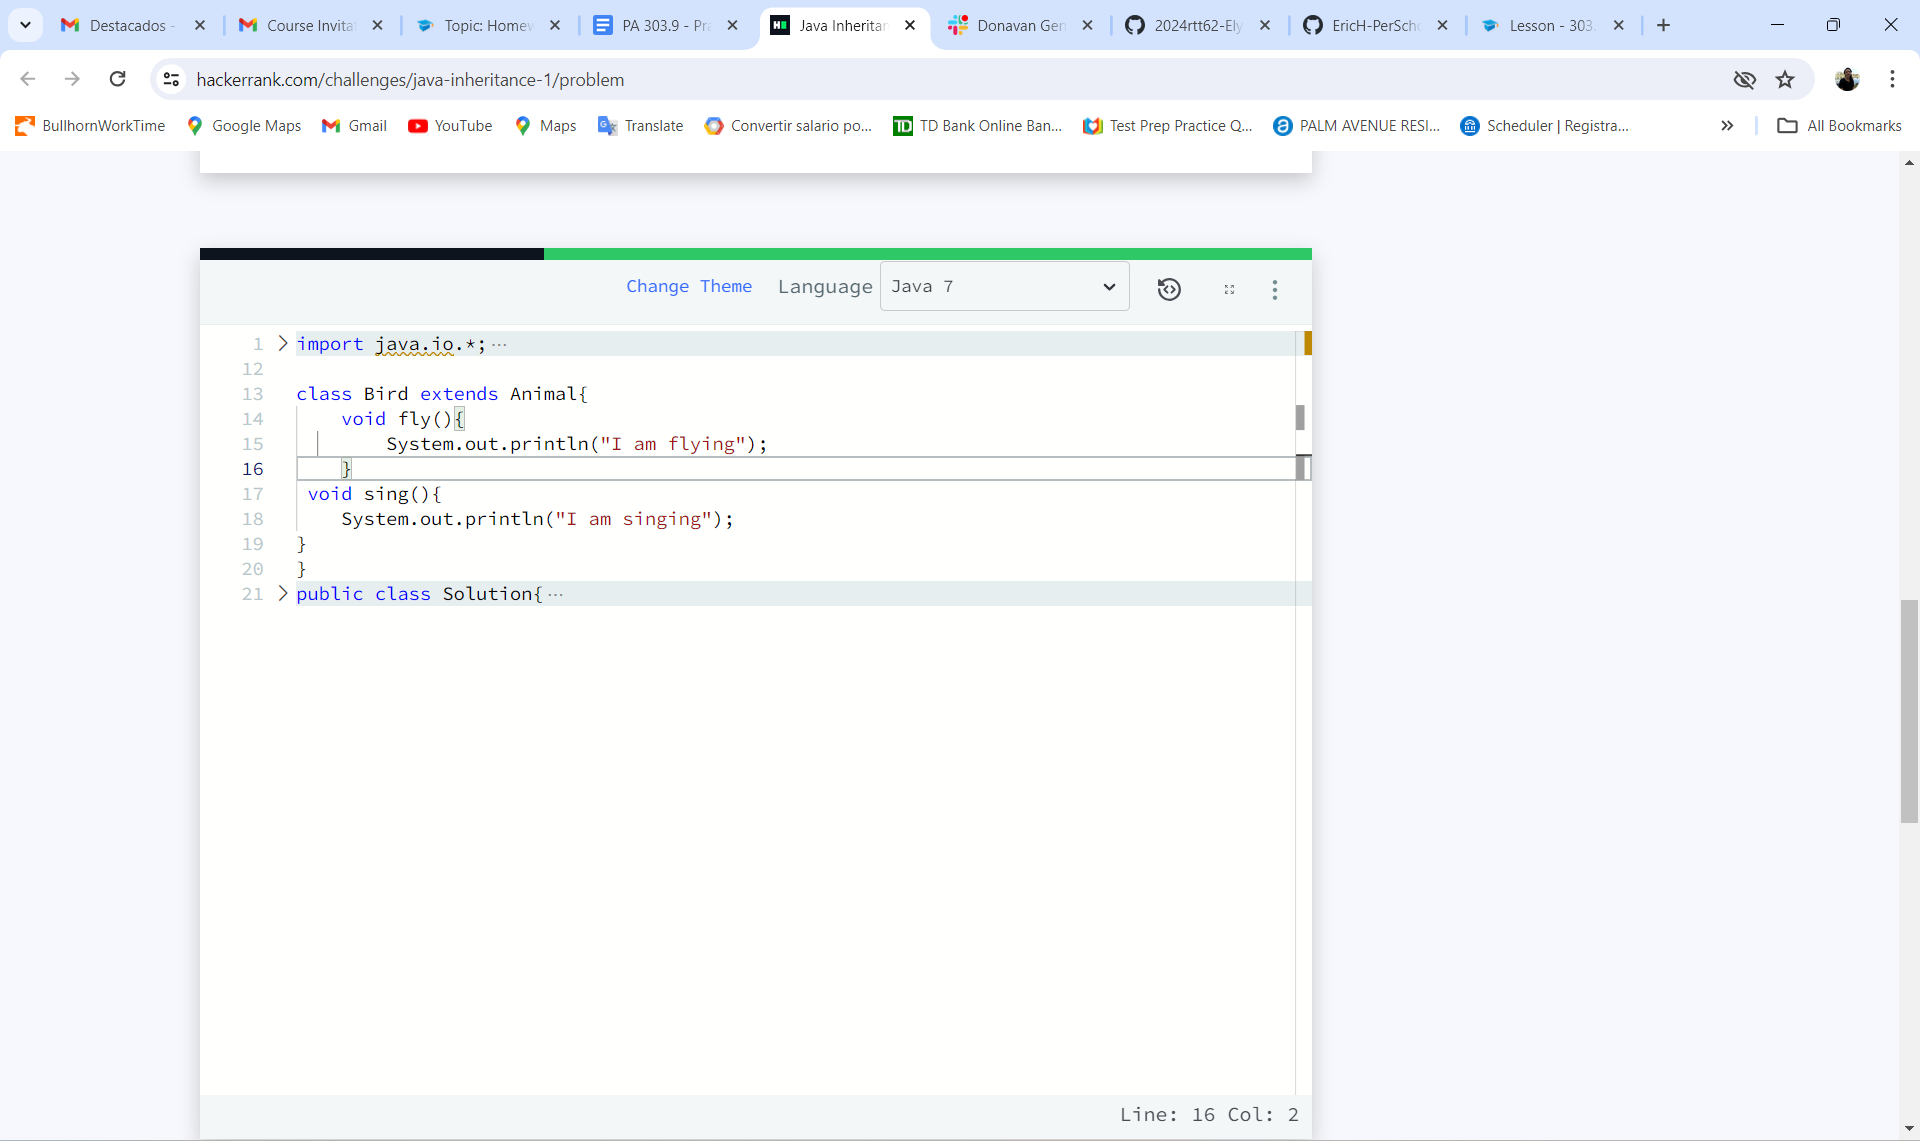 Destacados - Course Invita Topic: Homew PA 303.9 - Pra Java Inheritan Donavan Gen 2024rtt62-Ely EricH-PerScho Lesson - 303.
hackerrank.com/challenges/java-inheritance-1/problem
BullhornWorkTime Google Maps Gmail YouTube Maps Translate Convertir salario po... TD Bank Online Ban... Test Prep Practice Q... PALM AVENUE RESI... Scheduler | Registra... » All Bookmarks
Change Theme Language Java 7
1 import java.io.*;...
12
13 class Bird extends Animal{
14 void fly(){
15 System.out.println("I am flying");
16 }
17 void sing(){
18 System.out.println("I am singing");
19 }
20 }
21 public class Solution{...
Line: 16 Col: 2